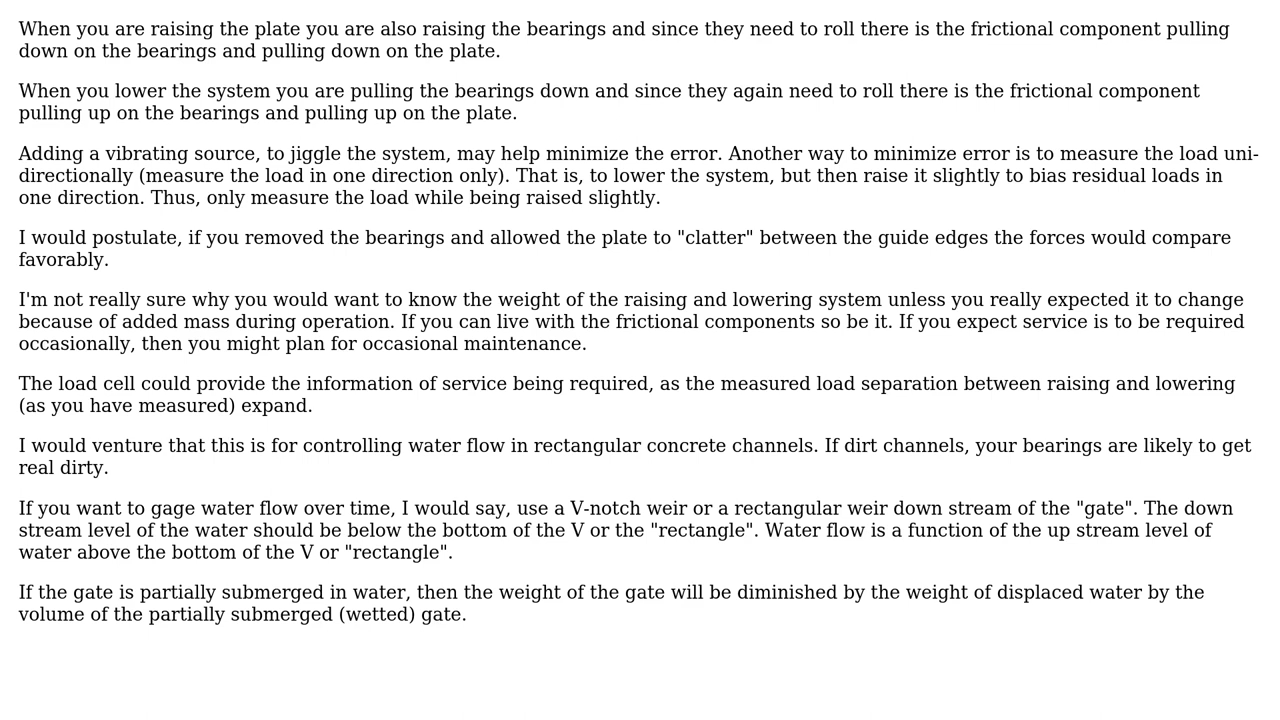 When you are raising the plate you are also raising the bearings and since they need to roll there is the frictional component pulling
down on the bearings and pulling down on the plate.
When you lower the system you are pulling the bearings down and since they again need to roll there is the frictional component
pulling up on the bearings and pulling up on the plate.
Adding a vibrating source, to jiggle the system, may help minimize the error. Another way to minimize error is to measure the load uni-
directionally (measure the load in one direction only). That is, to lower the system, but then raise it slightly to bias residual loads in
one direction. Thus, only measure the load while being raised slightly.
I would postulate, if you removed the bearings and allowed the plate to "clatter" between the guide edges the forces would compare
favorably.
I'm not really sure why you would want to know the weight of the raising and lowering system unless you really expected it to change
because of added mass during operation. If you can live with the frictional components so be it. If you expect service is to be required
occasionally, then you might plan for occasional maintenance.
The load cell could provide the information of service being required, as the measured load separation between raising and lowering
(as you have measured) expand.
I would venture that this is for controlling water flow in rectangular concrete channels. If dirt channels, your bearings are likely to get
real dirty.
If you want to gage water flow over time, I would say, use a V-notch weir or a rectangular weir down stream of the "gate". The down
stream level of the water should be below the bottom of the V or the "rectangle". Water flow is a function of the up stream level of
water above the bottom of the V or "rectangle".
If the gate is partially submerged in water, then the weight of the gate will be diminished by the weight of displaced water by the
volume of the partially submerged (wetted) gate.